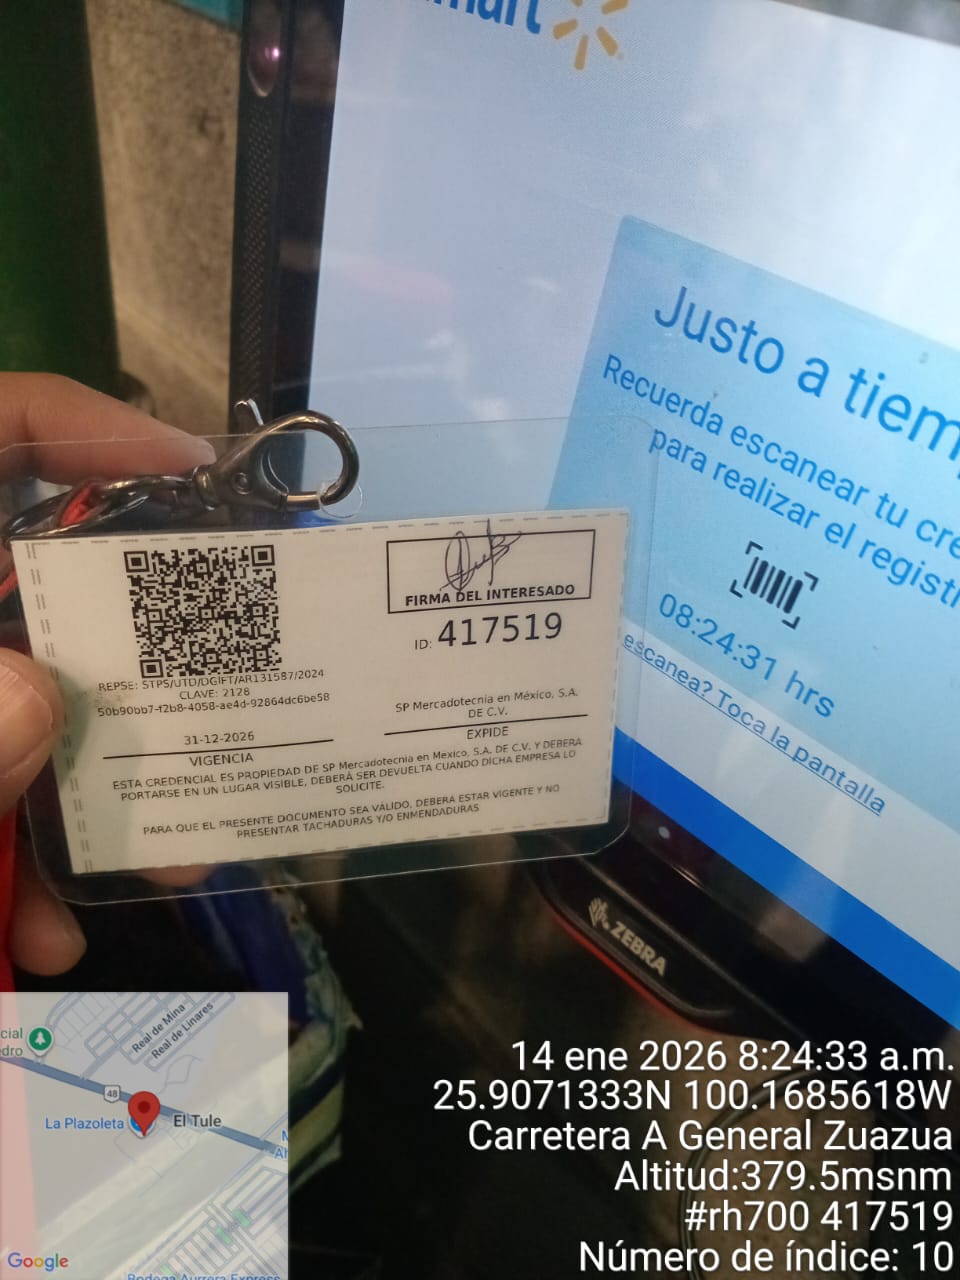 Justo a
Recuerda escanear tu
para realizar el
08:24:31 hrs
escanea? Toca la pantalla
ZEBRA
FIRMA DEL INTERESADO
ID: 417519
REPSE: STPS/UTD/DGIFT/AR131587/2024
CLAVE: 2128
50b90bb7-f2b8-4058-ae4d-92864dc6be58
SP Mercadotecnia en México, S.A.
DE C.V.
EXPIDE
31-12-2026
VIGENCIA
ESTA CREDENCIAL ES PROPIEDAD DE SP Mercadotecnia en Mexico, S.A. DE C.V. Y DEBERÁ
PORTARSE EN UN LUGAR VISIBLE, DEBERÁ SER DEVUELTA CUANDO DICHA EMPRESA LO
SOLICITE.
PARA QUE EL PRESENTE DOCUMENTO SEA VÁLIDO, DEBERÁ ESTAR VIGENTE Y NO
PRESENTAR TACHADURAS Y/O ENMENDADURAS
Real de Mina
Real de Linares
48
La Plazoleta
El Tule
Google
Bodega Aurrera Express
14 ene 2026 8:24:33 a.m.
25.9071333N 100.1685618W
Carretera A General Zuazua
Altitud:379.5msnm
#rh700 417519
Número de índice: 10